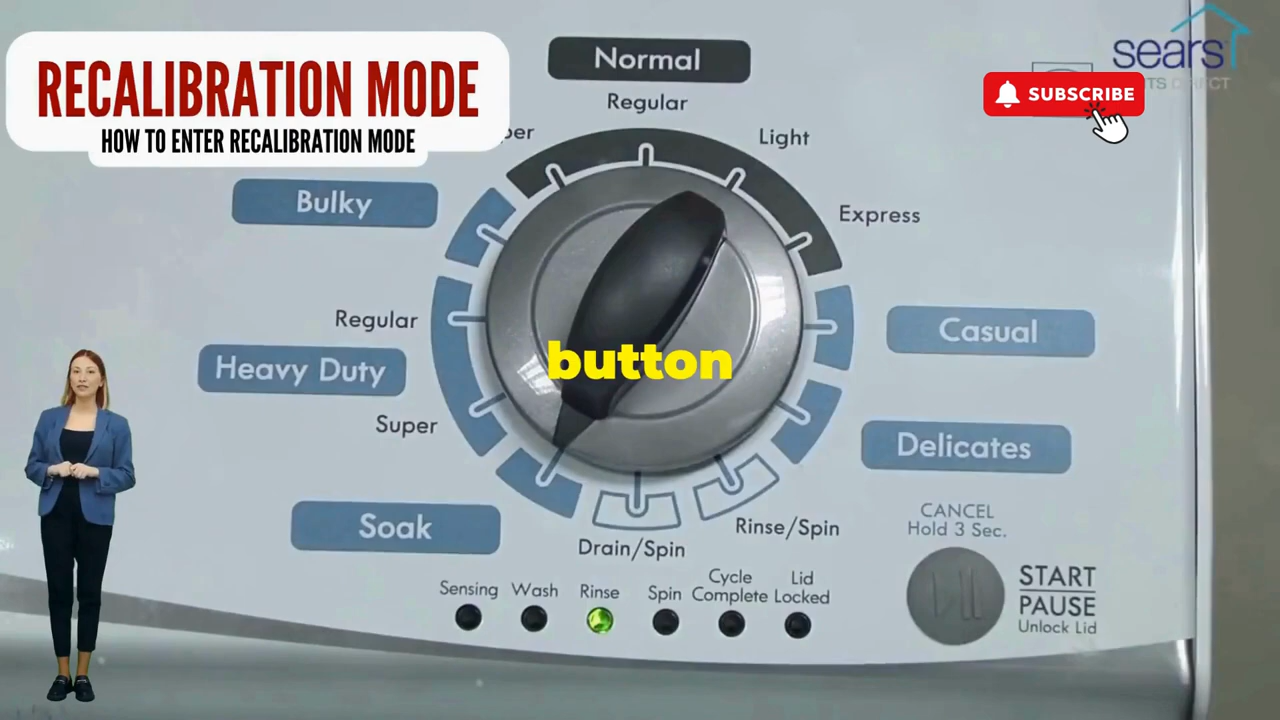 RECALIBRATION MODE
HOW TO ENTER RECALIBRATION MODE
Normal
sears
SUBSCRIBE
Regular
Light
Express
Bulky
Regular
Heavy Duty
Super
Casual
button
Delicates
Soak
Drain/Spin
Rinse/Spin
CANCEL
Hold 3 Sec.
Sensing
Wash
Rinse
Spin
Cycle
Complete
Lid
Locked
START
PAUSE
Unlock Lid